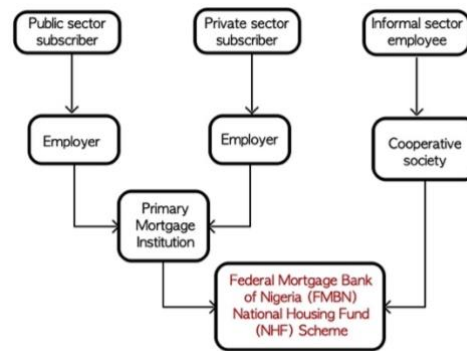 Public sector
subscriber
Private sector
subscriber
Informal sector
employee
Employer
Employer
Cooperative
society
Primary
Mortgage
Institution
Federal Mortgage Bank
of Nigeria (FMBN)
National Housing Fund
(NHF) Scheme